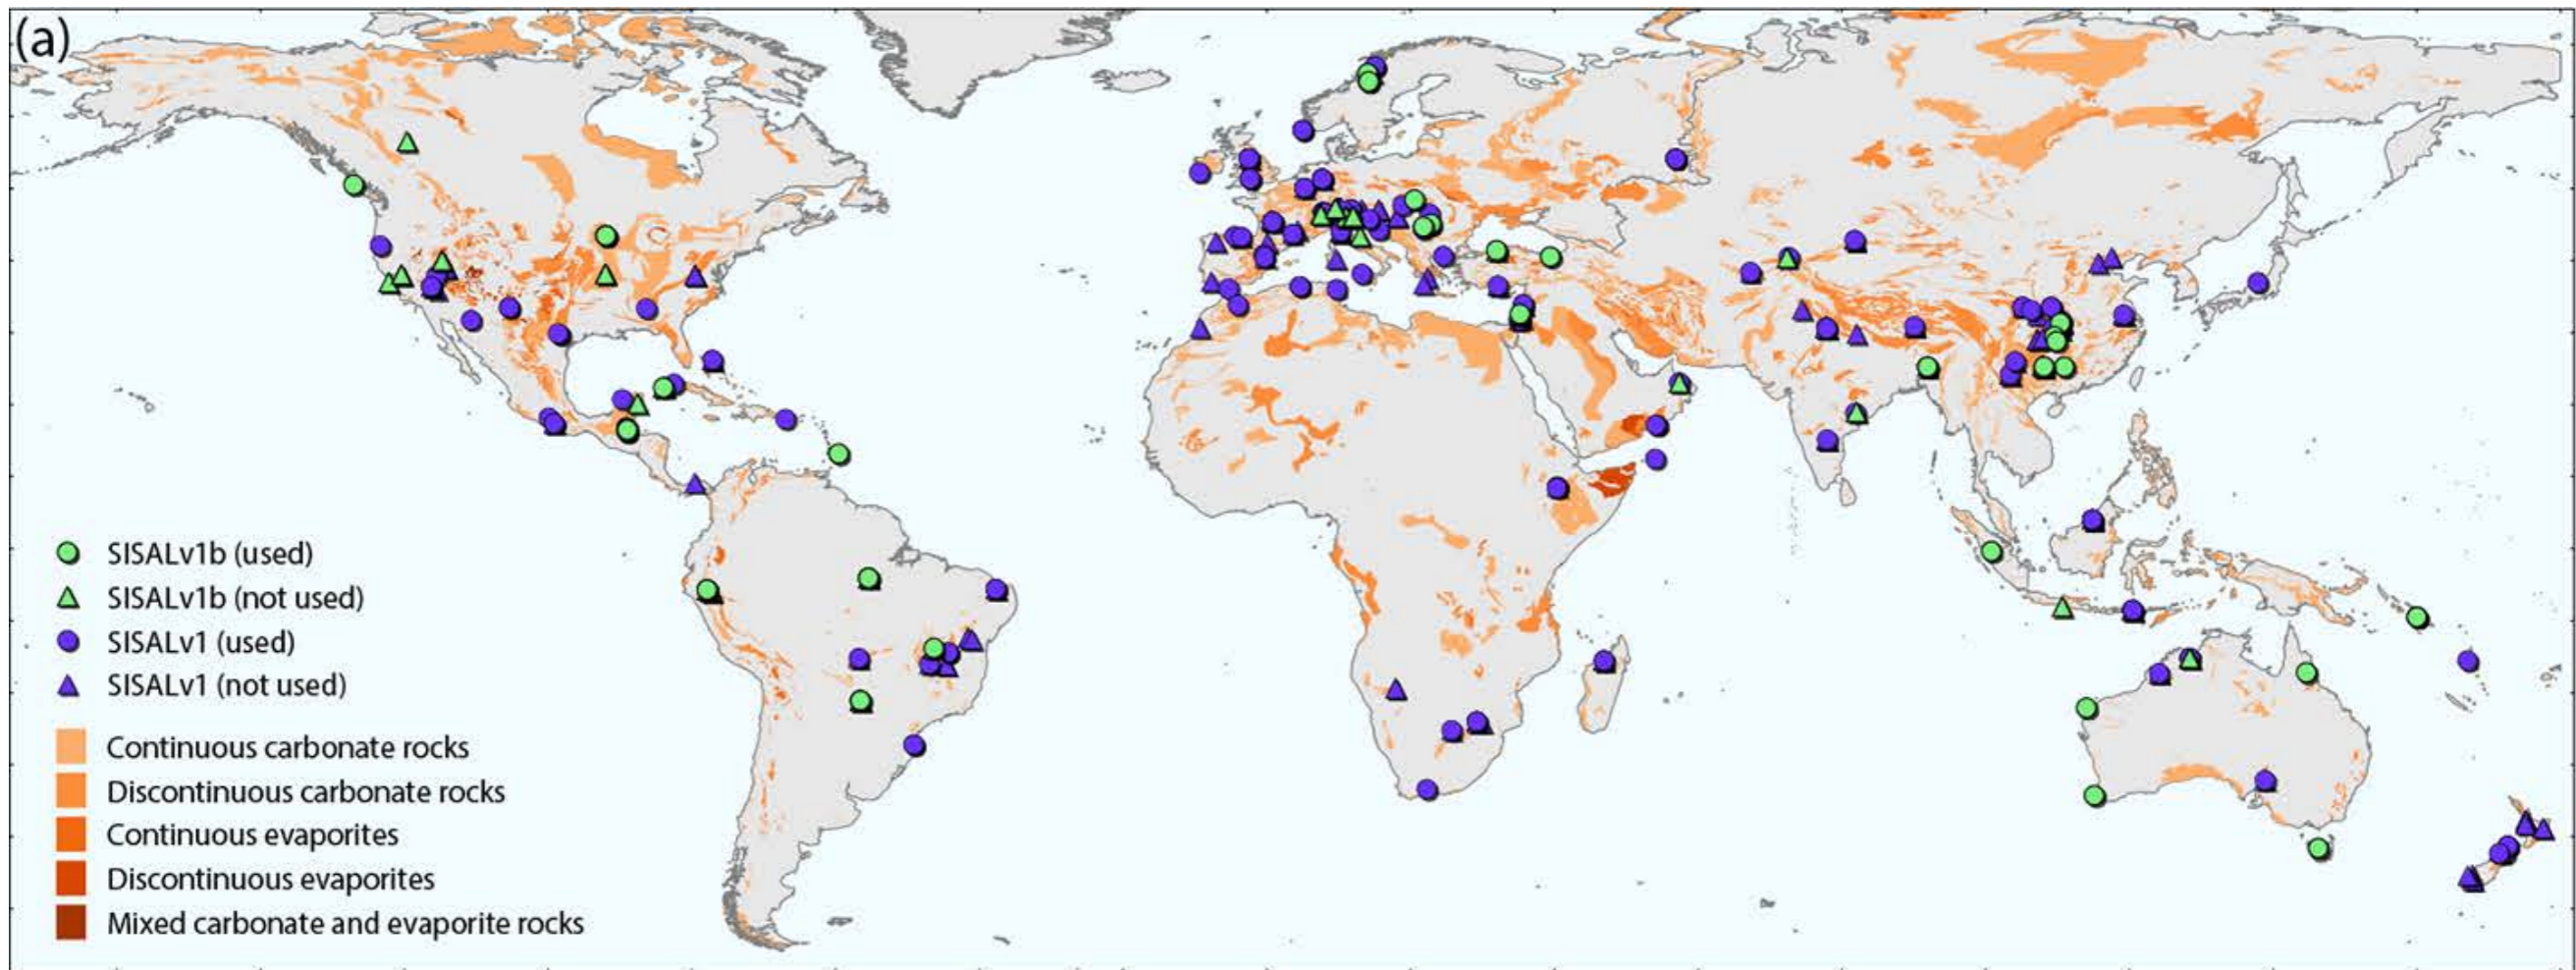 (a)
SISALv1b (used)
SISALv1b (not used)
SISALv1 (used)
SISALv1 (not used)
Continuous carbonate rocks
Discontinuous carbonate rocks
Continuous evaporites
Discontinuous evaporites
Mixed carbonate and evaporite rocks